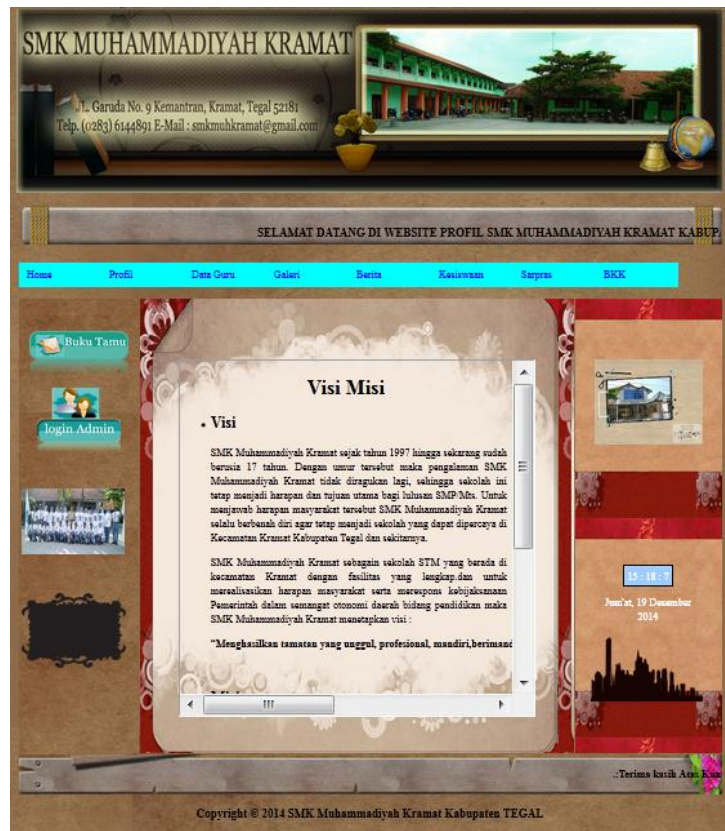 SMK MUHAMMADIYAH KRAMAT
JL. Garuda No. 9 Kemantran, Kramat, Tegal 52181
Telp. (0283) 6144891 E-Mail : smkmuhkramat@gmail.com
SELAMAT DATANG DI WEBSITE PROFIL SMK MUHAMMADIYAH KRAMAT KABUPA
Home Profil Data Guru Galeri Berita Kesiswaan Sarpras BKK
Buku Tamu
login Admin
Visi Misi
• Visi
SMK Muhammadiyah Kramat sejak tahun 1997 hingga sekarang sudah
berusia 17 tahun. Dengan umur tersebut maka pengalaman SMK
Muhammadiyah Kramat tidak diragukan lagi, sehingga sekolah ini
tetap menjadi harapan dan tujuan utama bagi lulusan SMP/Mts. Untuk
menjawab harapan masyarakat tersebut SMK Muhammadiyah Kramat
selalu berbenah diri agar tetap menjadi sekolah yang dapat dipercaya di
Kecamatan Kramat Kabupaten Tegal dan sekitarnya.
SMK Muhammadiyah Kramat sebagain sekolah STM yang berada di
kecamatan Kramat dengan fasilitas yang lengkap.dan untuk
merealisasikan harapan masyarakat serta merespons kebijaksanaan
Pemerintah dalam semangat otonomi daerah bidang pendidikan maka
SMK Muhammadiyah Kramat menetapkan visi :
"Menghasilkan tamatan yang unggul, profesional, mandiri,beriman
15 : 18 : 7
Jum'at, 19 Desember
2014
.:Terima kasih Atas Kun
Copyright © 2014 SMK Muhammadiyah Kramat Kabupaten TEGAL